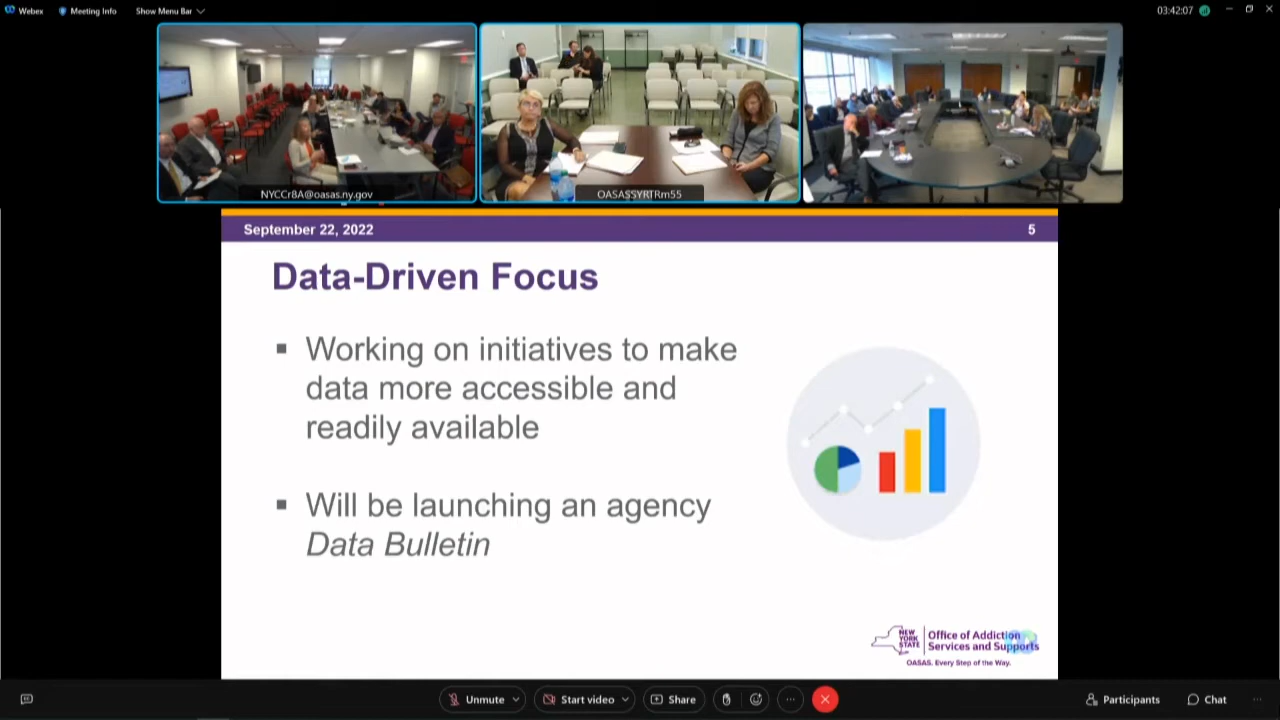 Webex
Meeting Info
Show Menu Bar
03:42:07
NYCCr8A@oasas.ny.gov
OASASSYRTRm55
September 22, 2022
5
Data-Driven Focus
▪ Working on initiatives to make
data more accessible and
readily available
▪ Will be launching an agency
Data Bulletin
NEW
YORK
STATE
Office of Addiction
Services and Supports
OASAS. Every Step of the Way.
Unmute
Start video
Share
Participants
Chat